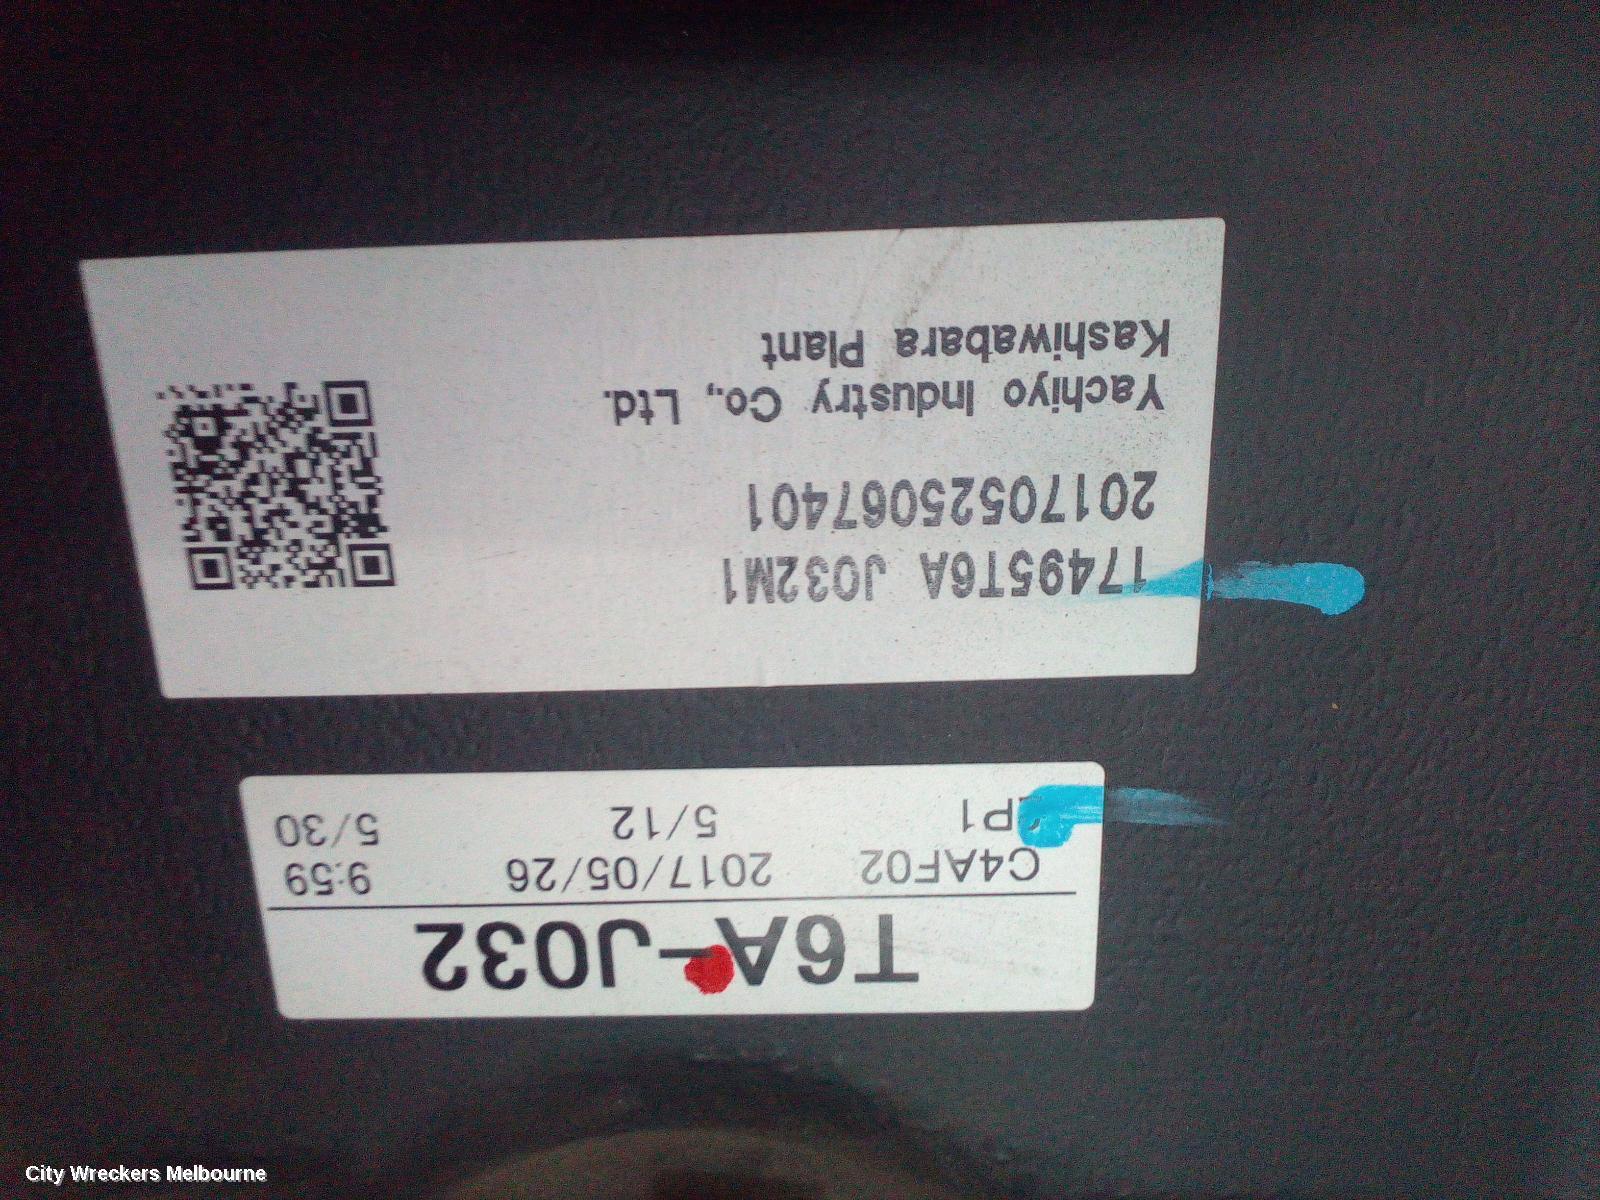 17495T6A J032M1
20170525067401
Yachiyo Industry Co., Ltd.
Kashiwabara Plant
T6A-J032
C4AF02 2017/05/26 9:59
P1 5/12 5/30
City Wreckers Melbourne